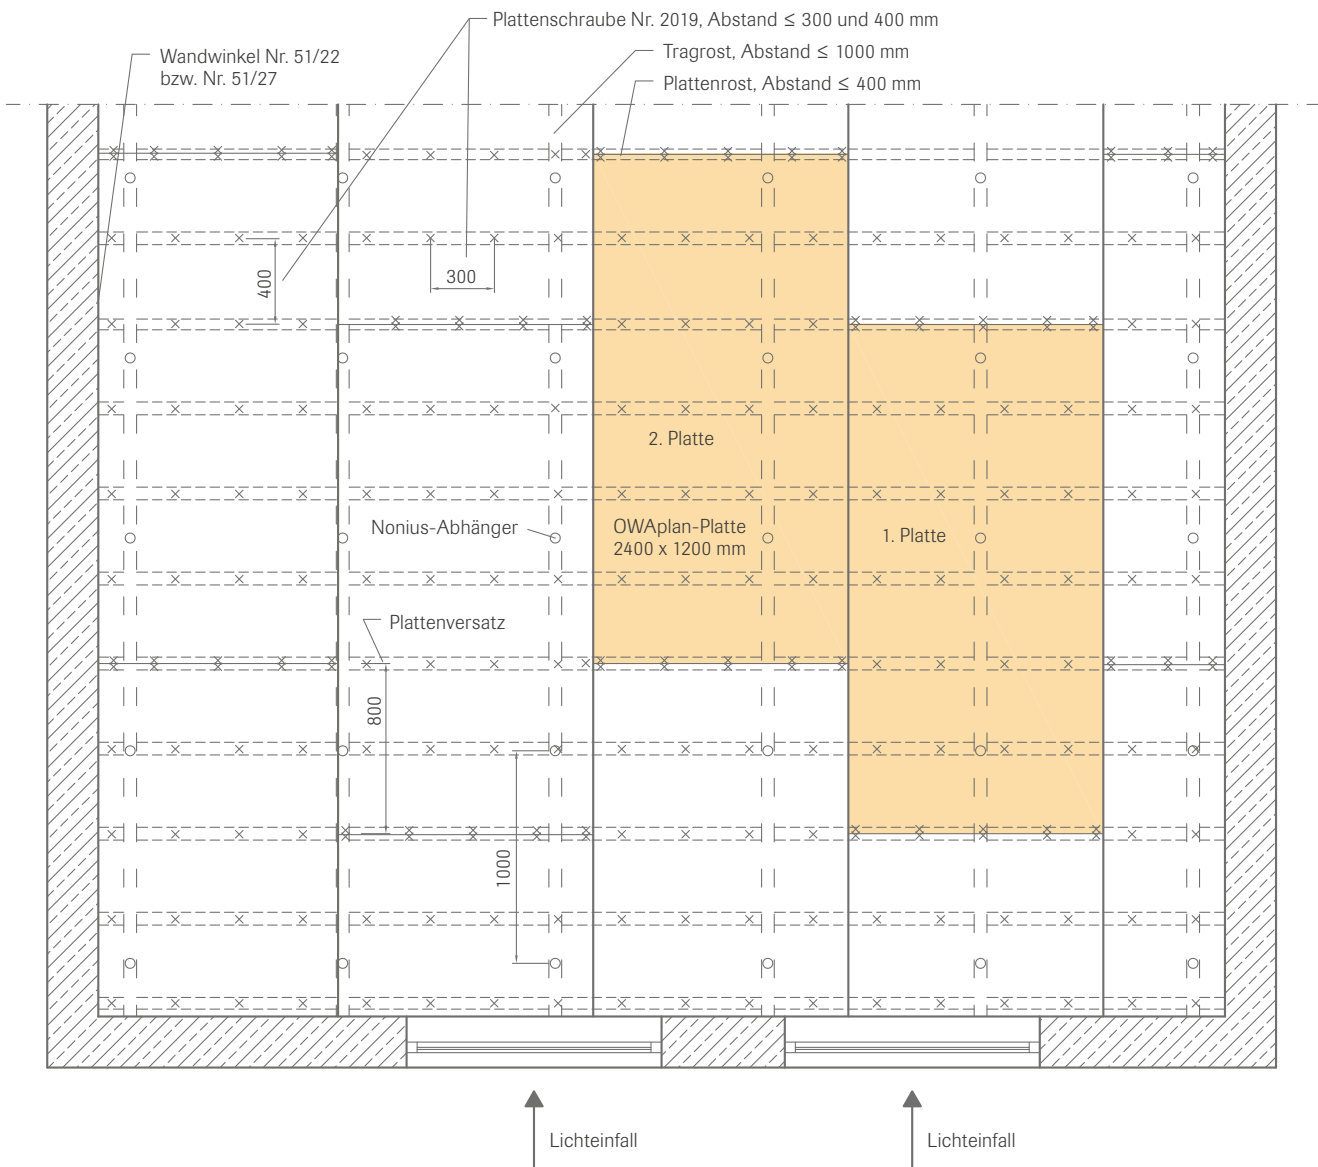 Plattenschraube Nr. 2019, Abstand ≤ 300 und 400 mm
Tragrost, Abstand ≤ 1000 mm
Plattenrost, Abstand ≤ 400 mm
Wandwinkel Nr. 51/22
bzw. Nr. 51/27
400
300
2. Platte
OWAplan-Platte
2400 x 1200 mm
1. Platte
Nonius-Abhänger
Plattenversatz
800
1000
Lichteinfall
Lichteinfall